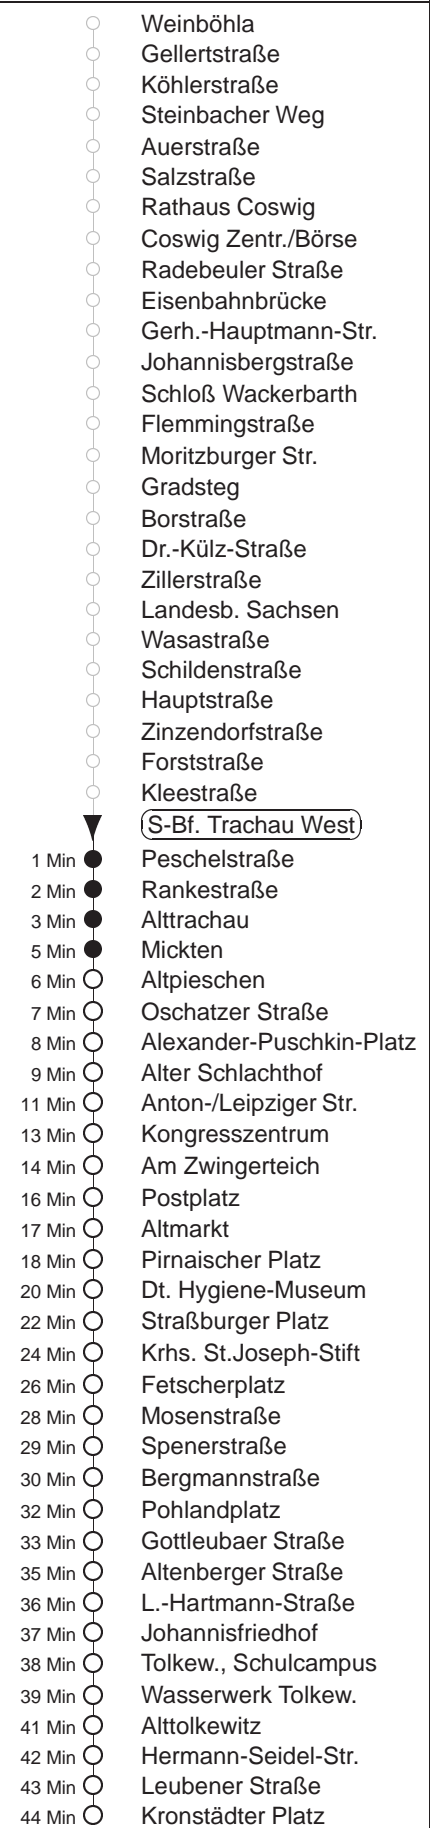 Weinböhla
Gellertstraße
Köhlerstraße
Steinbacher Weg
Auerstraße
Salzstraße
Rathaus Coswig
Coswig Zentr./Börse
Radebeuler Straße
Eisenbahnbrücke
Gerh.-Hauptmann-Str.
Johannisbergstraße
Schloß Wackerbarth
Flemmingstraße
Moritzburger Str.
Gradsteg
Borstraße
Dr.-Külz-Straße
Zillerstraße
Landesb. Sachsen
Wasastraße
Schildenstraße
Hauptstraße
Zinzendorfstraße
Forststraße
Kleestraße
S-Bf. Trachau West
1 Min Peschelstraße
2 Min Rankestraße
3 Min Alttrachau
5 Min Mickten
6 Min Altpieschen
7 Min Oschatzer Straße
8 Min Alexander-Puschkin-Platz
9 Min Alter Schlachthof
11 Min Anton-/Leipziger Str.
13 Min Kongresszentrum
14 Min Am Zwingerteich
16 Min Postplatz
17 Min Altmarkt
18 Min Pirnaischer Platz
20 Min Dt. Hygiene-Museum
22 Min Straßburger Platz
24 Min Krhs. St.Joseph-Stift
26 Min Fetscherplatz
28 Min Mosenstraße
29 Min Spenerstraße
30 Min Bergmannstraße
32 Min Pohlandplatz
33 Min Gottleubaer Straße
35 Min Altenberger Straße
36 Min L.-Hartmann-Straße
37 Min Johannisfriedhof
38 Min Tolkew., Schulcampus
39 Min Wasserwerk Tolkew.
41 Min Alttolkewitz
42 Min Hermann-Seidel-Str.
43 Min Leubener Straße
44 Min Kronstädter Platz